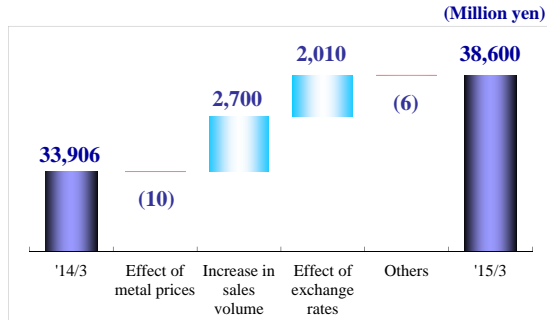 (Million yen)
2,010
38,600
2,700
(6)
33,906
(10)
'14/3
Effect of
metal prices
Increase in
sales
volume
Effect of
exchange
rates
Others
'15/3